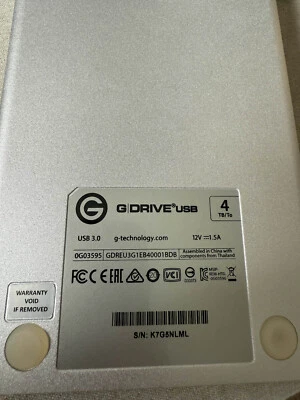 G|DRIVE® USB
4
TB/To
USB 3.0 g-technology.com 12V⎓1.5A
0G03595 GDREU3G1EB40001BDB
Assembled in China with
components from Thailand
WARRANTY
VOID
IF REMOVED
S/N: K7G5NLML